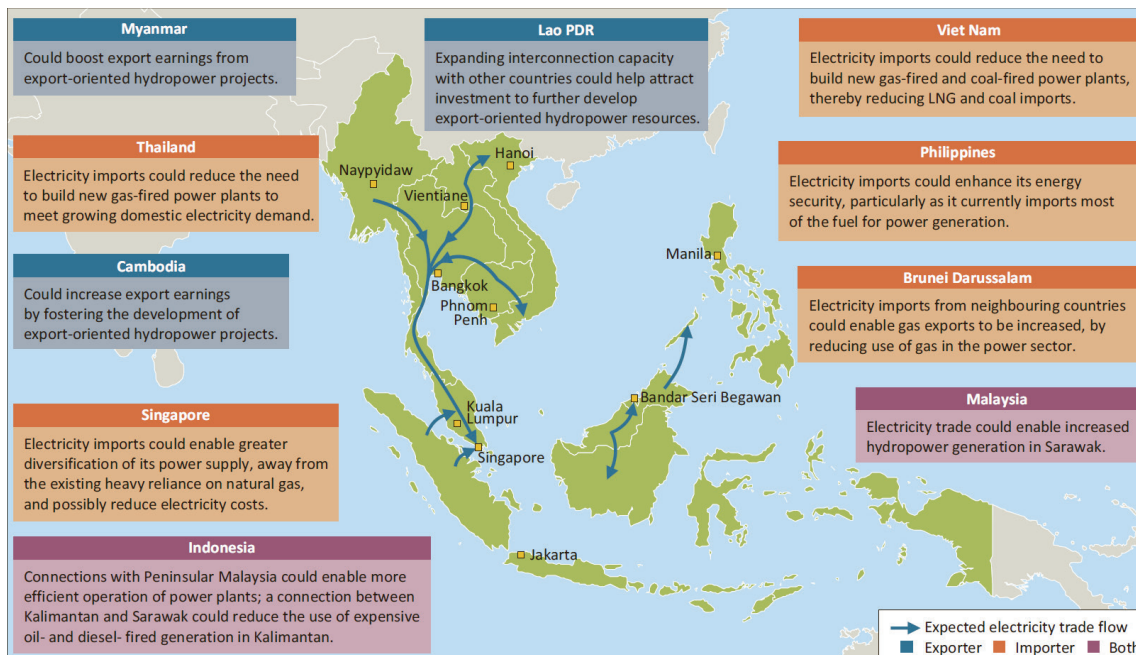 Myanmar
Could boost export earnings from
export-oriented hydropower projects.
Lao PDR
Expanding interconnection capacity
with other countries could help attract
investment to further develop
export-oriented hydropower resources.
Viet Nam
Electricity imports could reduce the need to
build new gas-fired and coal-fired power plants,
thereby reducing LNG and coal imports.
Thailand
Electricity imports could reduce the need
to build new gas-fired power plants to
meet growing domestic electricity demand.
Philippines
Electricity imports could enhance its energy
security, particularly as it currently imports most
of the fuel for power generation.
Cambodia
Could increase export earnings
by fostering the development of
export-oriented hydropower projects.
Brunei Darussalam
Electricity imports from neighbouring countries
could enable gas exports to be increased, by
reducing use of gas in the power sector.
Malaysia
Electricity trade could enable increased
hydropower generation in Sarawak.
Singapore
Electricity imports could enable greater
diversification of its power supply, away from
the existing heavy reliance on natural gas,
and possibly reduce electricity costs.
Indonesia
Connections with Peninsular Malaysia could enable more
efficient operation of power plants; a connection between
Kalimantan and Sarawak could reduce the use of expensive
oil- and diesel- fired generation in Kalimantan.
Hanoi
Naypyidaw
Vientiane
Manila
Bangkok
Phnom
Penh
Bandar Seri Begawan
Kuala
Lumpur
Singapore
Jakarta
Expected electricity trade flow
Exporter Importer Both